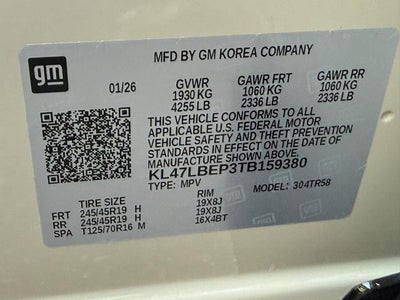 gm
MFD BY GM KOREA COMPANY
01/26 GVWR GAWR FRT GAWR RR
1930 KG 1060 KG 1060 KG
4255 LB 2336 LB 2336 LB
THIS VEHICLE CONFORMS TO ALL
APPLICABLE U.S. FEDERAL MOTOR
VEHICLE SAFETY AND THEFT PREVENTION
STANDARDS IN EFFECT ON THE DATE OF
MANUFACTURE SHOWN ABOVE.
KL47LBEP3TB159380
TYPE: MPV MODEL: 304TR58
TIRE SIZE RIM
FRT 245/45R19 H 19X8J
RR 245/45R19 H 19X8J
SPA T125/70R16 M 16X4BT